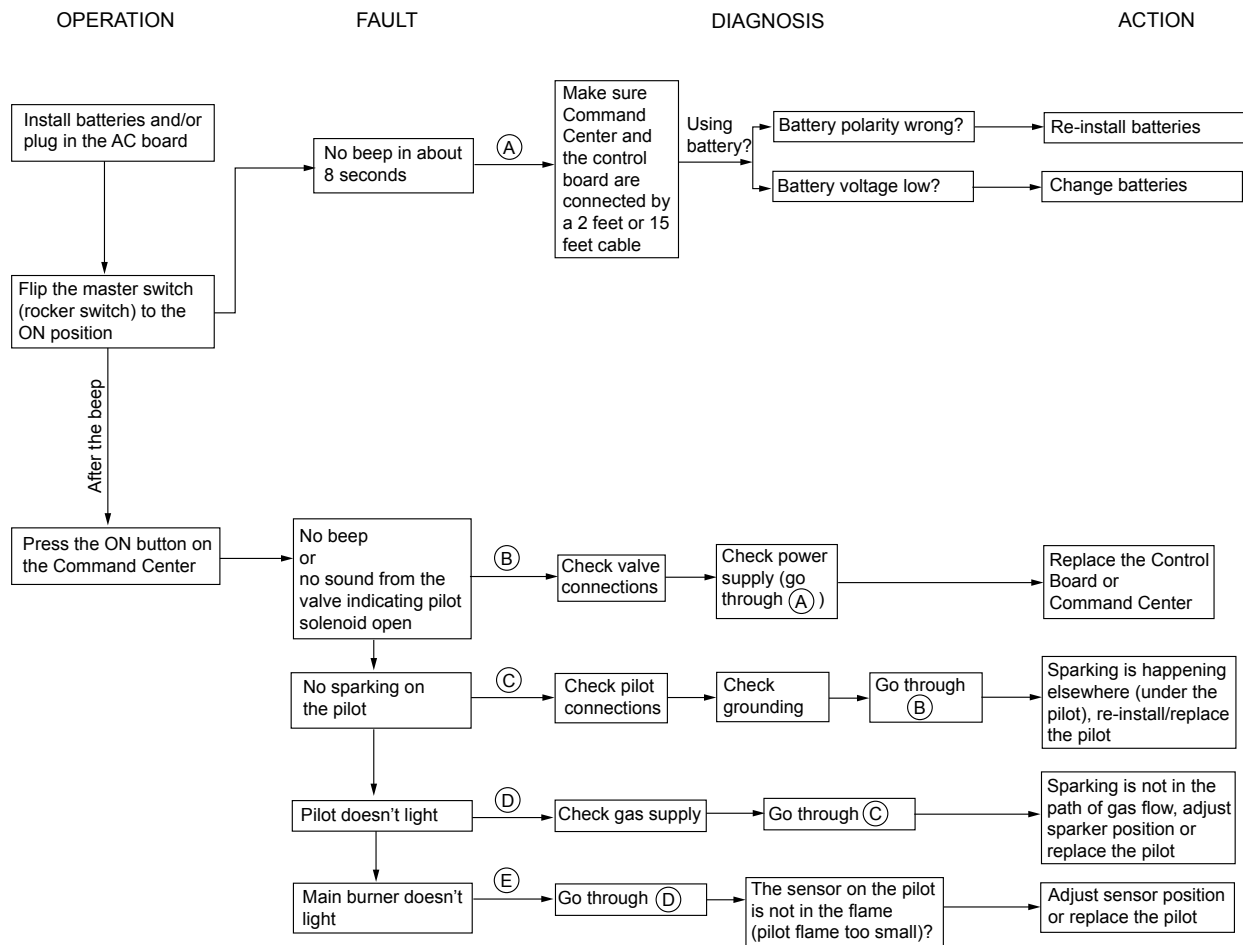 OPERATION
FAULT
DIAGNOSIS
ACTION
Install batteries and/or
plug in the AC board
No beep in about
8 seconds
A
Make sure
Command
Center and
the control
board are
connected by
a 2 feet or 15
feet cable
Using
battery?
Battery polarity wrong?
Re-install batteries
Battery voltage low?
Change batteries
Flip the master switch
(rocker switch) to the
ON position
After the beep
Press the ON button on
the Command Center
No beep
or
no sound from the
valve indicating pilot
solenoid open
B
Check valve
connections
Check power
supply (go
through A )
Replace the Control
Board or
Command Center
No sparking on
the pilot
C
Check pilot
connections
Check
grounding
Go through
B
Sparking is happening
elsewhere (under the
pilot), re-install/replace
the pilot
Pilot doesn't light
D
Check gas supply
Go through C
Sparking is not in the
path of gas flow, adjust
sparker position or
replace the pilot
Main burner doesn't
light
E
Go through D
The sensor on the pilot
is not in the flame
(pilot flame too small)?
Adjust sensor position
or replace the pilot